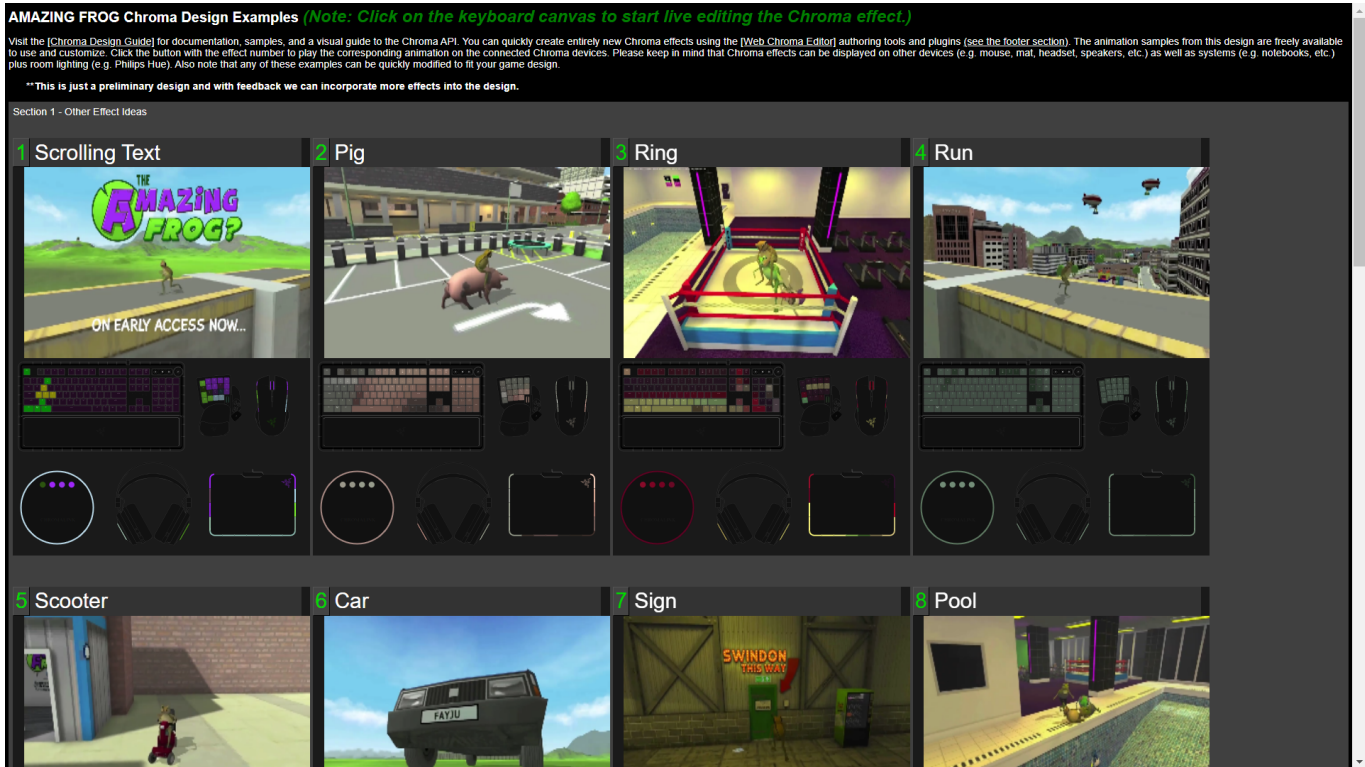 AMAZING FROG Chroma Design Examples (Note: Click on the keyboard canvas to start live editing the Chroma effect.)
Visit the [Chroma Design Guide] for documentation, samples, and a visual guide to the Chroma API. You can quickly create entirely new Chroma effects using the [Web Chroma Editor] authoring tools and plugins (see the footer section). The animation samples from this design are freely available
to use and customize. Click the button with the effect number to play the corresponding animation on the connected Chroma devices. Please keep in mind that Chroma effects can be displayed on other devices (e.g. mouse, mat, headset, speakers, etc.) as well as systems (e.g. notebooks, etc.)
plus room lighting (e.g. Philips Hue). Also note that any of these examples can be quickly modified to fit your game design.
**This is just a preliminary design and with feedback we can incorporate more effects into the design.
Section 1 - Other Effect Ideas
1 Scrolling Text
2 Pig
3 Ring
4 Run
THE
AMAZING
FROG?
ON EARLY ACCESS NOW...
5 Scooter
6 Car
7 Sign
8 Pool
FAYJU
SWINDON
THIS WAY